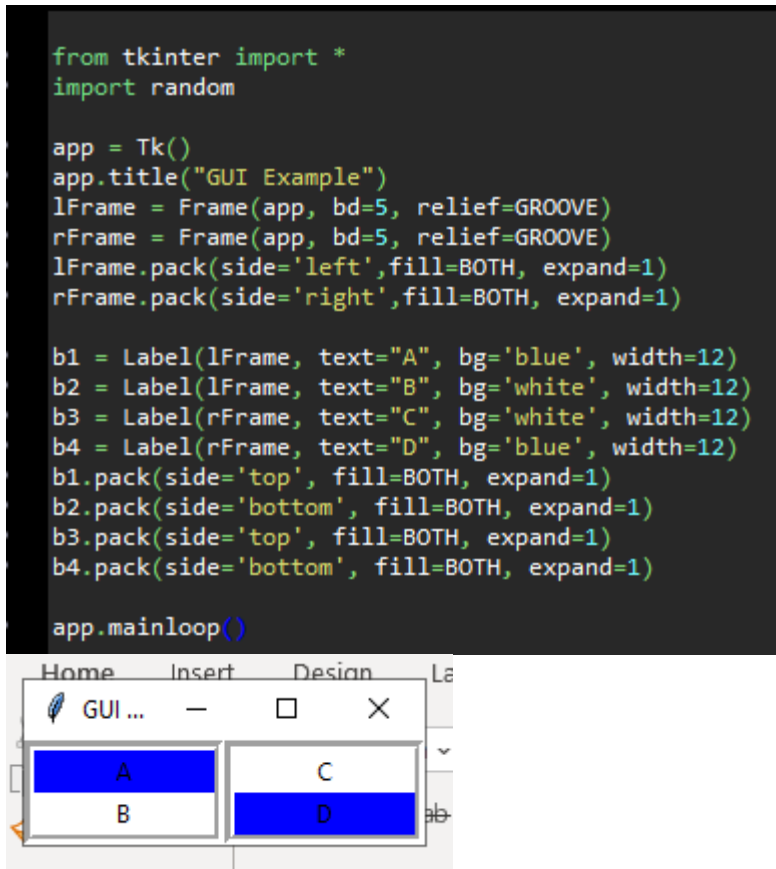 from tkinter import *
import random
app = Tk()
app.title("GUI Example")
lFrame = Frame(app, bd=5, relief=GROOVE)
rFrame = Frame(app, bd=5, relief=GROOVE)
lFrame.pack(side='left',fill=BOTH, expand=1)
rFrame.pack(side='right',fill=BOTH, expand=1)
b1 = Label(lFrame, text="A", bg='blue', width=12)
b2 = Label(lFrame, text="B", bg='white', width=12)
b3 = Label(rFrame, text="C", bg='white', width=12)
b4 = Label(rFrame, text="D", bg='blue', width=12)
b1.pack(side='top', fill=BOTH, expand=1)
b2.pack(side='bottom', fill=BOTH, expand=1)
b3.pack(side='top', fill=BOTH, expand=1)
b4.pack(side='bottom', fill=BOTH, expand=1)
app.mainloop()
Home Insert Design La
GUI ...
A C
B D
ab